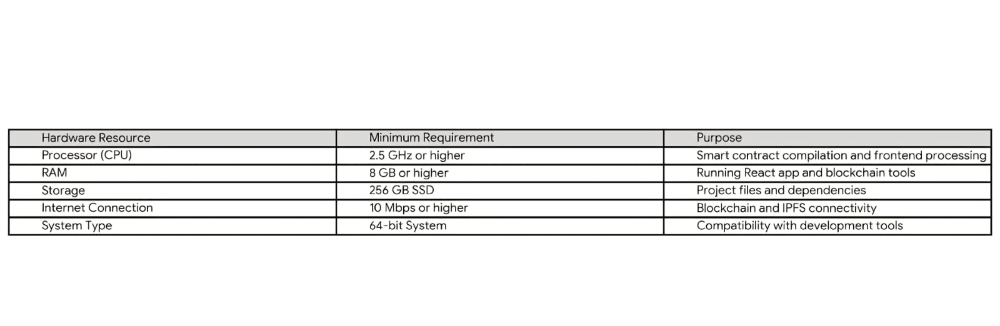 Hardware Resource Minimum Requirement Purpose
Processor (CPU) 2.5 GHz or higher Smart contract compilation and frontend processing
RAM 8 GB or higher Running React app and blockchain tools
Storage 256 GB SSD Project files and dependencies
Internet Connection 10 Mbps or higher Blockchain and IPFS connectivity
System Type 64-bit System Compatibility with development tools